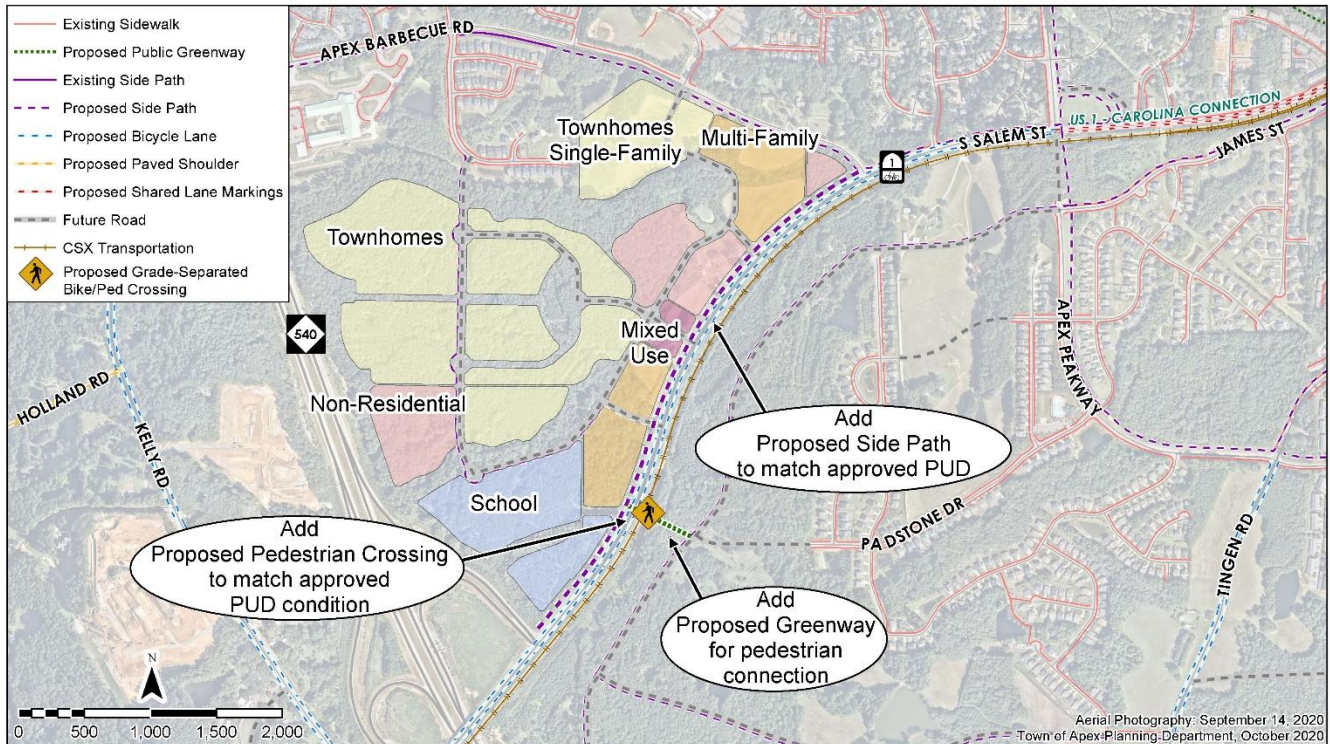 Existing Sidewalk
Proposed Public Greenway
Existing Side Path
Proposed Side Path
Proposed Bicycle Lane
Proposed Paved Shoulder
Proposed Shared Lane Markings
Future Road
CSX Transportation
Proposed Grade-Separated
Bike/Ped Crossing
APEX BARBECUE RD
Townhomes
Single-Family
Multi-Family
US 1 - CAROLINA CONNECTION
S SALEM ST
1
JAMES ST
Townhomes
540
Mixed
Use
APEX PEAKWAY
HOLLAND RD
KELLY RD
Non-Residential
Add
Proposed Side Path
to match approved PUD
School
PADSTONE DR
TINGEN RD
Add
Proposed Pedestrian Crossing
to match approved
PUD condition
Add
Proposed Greenway
for pedestrian
connection
N
0 500 1,000 1,500 2,000
Aerial Photography: September 14, 2020
Town of Apex Planning Department, October 2020